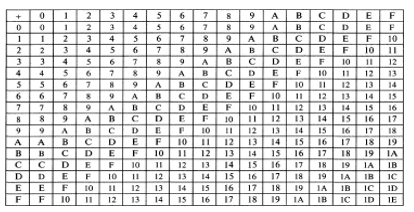 + 0 1 2 3 4 5 6 7 8 9 A B C D E F
0 0 1 2 3 4 5 6 7 8 9 A B C D E F
1 1 2 3 4 5 6 7 8 9 A B C D E F 10
2 2 3 4 5 6 7 8 9 A B C D E F 10 11
3 3 4 5 6 7 8 9 A B C D E F 10 11 12
4 4 5 6 7 8 9 A B C D E F 10 11 12 13
5 5 6 7 8 9 A B C D E F 10 11 12 13 14
6 6 7 8 9 A B C D E F 10 11 12 13 14 15
7 7 8 9 A B C D E F 10 11 12 13 14 15 16
8 8 9 A B C D E F 10 11 12 13 14 15 16 17
9 9 A B C D E F 10 11 12 13 14 15 16 17 18
A A B C D E F 10 11 12 13 14 15 16 17 18 19
B B C D E F 10 11 12 13 14 15 16 17 18 19 1A
C C D E F 10 11 12 13 14 15 16 17 18 19 1A 1B
D D E F 10 11 12 13 14 15 16 17 18 19 1A 1B 1C
E E F 10 11 12 13 14 15 16 17 18 19 1A 1B 1C 1D
F F 10 11 12 13 14 15 16 17 18 19 1A 1B 1C 1D 1E